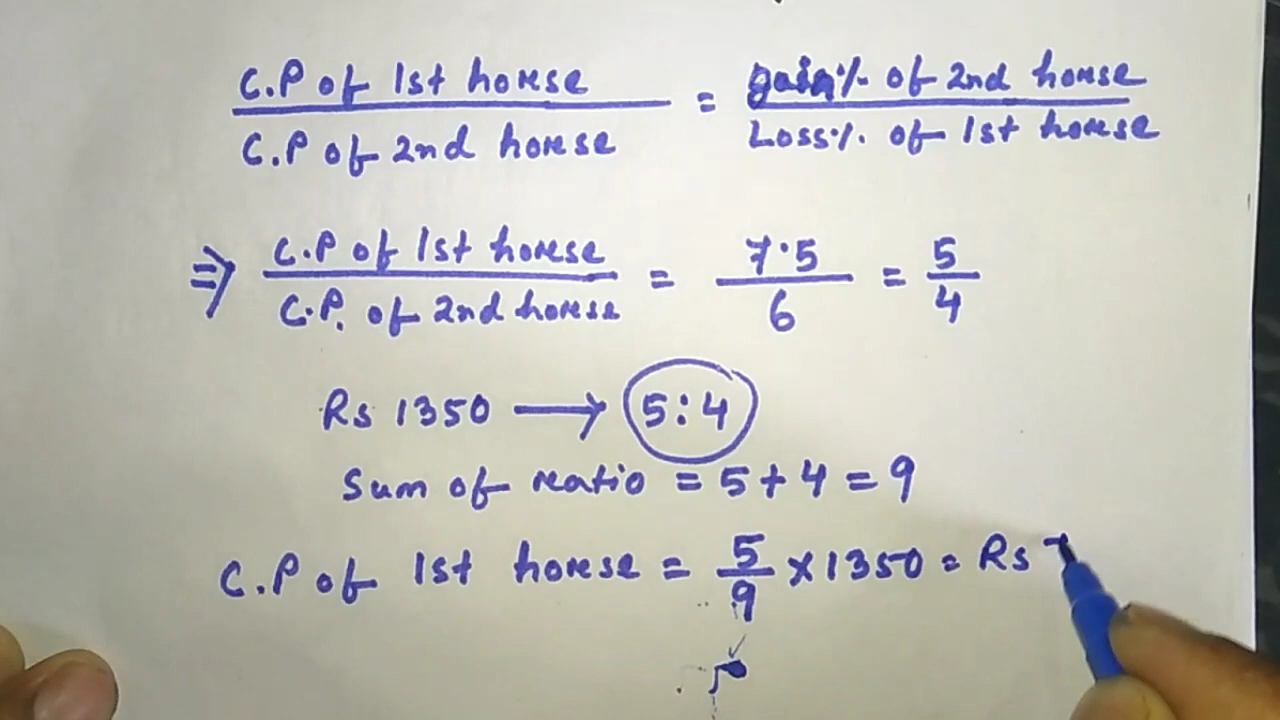 C.P of 1st horse = gain% of 2nd horse
C.P of 2nd horse Loss% of 1st horse
⇒ C.P of 1st horse = 7.5 = 5
C.P. of 2nd horse 6 4
Rs 1350 → 5:4
Sum of ratio = 5+4=9
C.P of 1st horse = 5/9 ×1350 = Rs